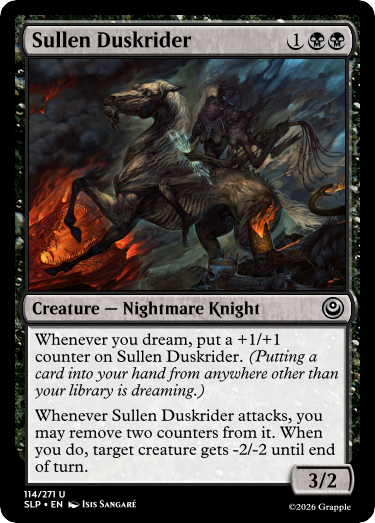 Sullen Duskrider 1
Creature — Nightmare Knight
Whenever you dream, put a +1/+1
counter on Sullen Duskrider. (Putting a
card into your hand from anywhere other than
your library is dreaming.)
Whenever Sullen Duskrider attacks, you
may remove two counters from it. When
you do, target creature gets -2/-2 until end
of turn.
3/2
114/271 U
SLP • EN Isis Sangaré
©2026 Grapple